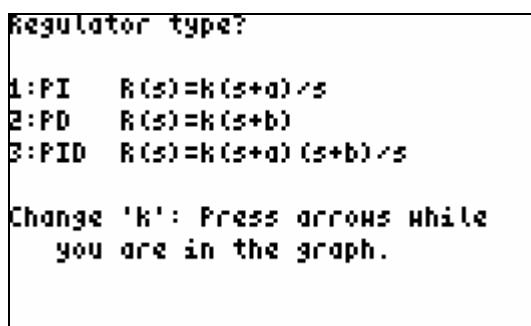 Regulator type?
1:PI R(s)=k(s+a)/s
2:PD R(s)=k(s+b)
3:PID R(s)=k(s+a)(s+b)/s
Change 'k': Press arrows while
you are in the graph.